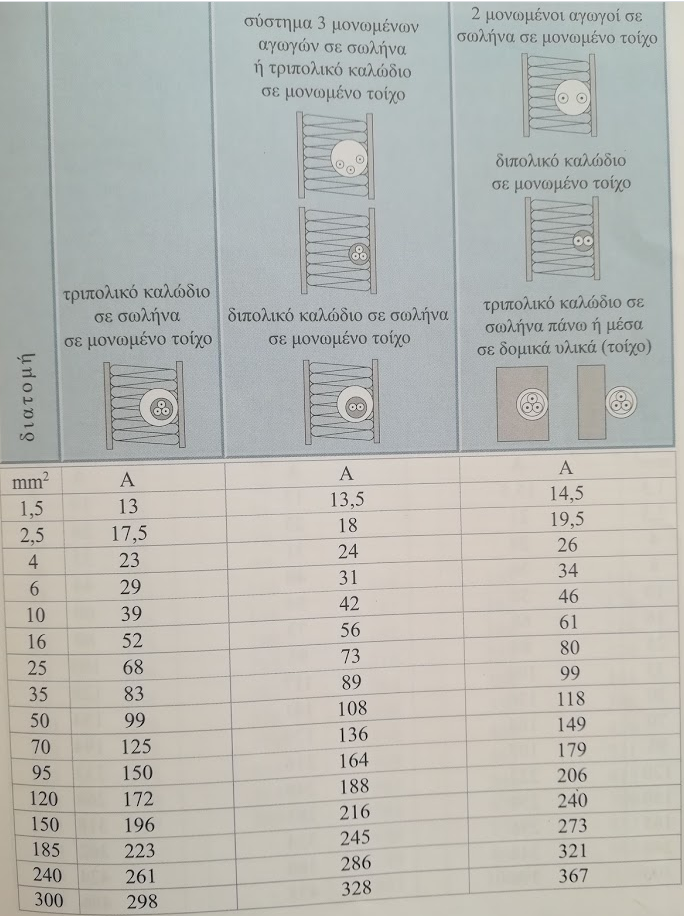 διατομή
τριπολικό καλώδιο
σε σωλήνα
σε μονωμένο τοίχο
σύστημα 3 μονωμένων
αγωγών σε σωλήνα
ή τριπολικό καλώδιο
σε μονωμένο τοίχο
διπολικό καλώδιο σε σωλήνα
σε μονωμένο τοίχο
2 μονωμένοι αγωγοί σε
σωλήνα σε μονωμένο τοίχο
διπολικό καλώδιο
σε μονωμένο τοίχο
τριπολικό καλώδιο σε
σωλήνα πάνω ή μέσα
σε δομικά υλικά (τοίχο)
mm² A A A
1,5 13 13,5 14,5
2,5 17,5 18 19,5
4 23 24 26
6 29 31 34
10 39 42 46
16 52 56 61
25 68 73 80
35 83 89 99
50 99 108 118
70 125 136 149
95 150 164 179
120 172 188 206
150 196 216 240
185 223 245 273
240 261 286 321
300 298 328 367